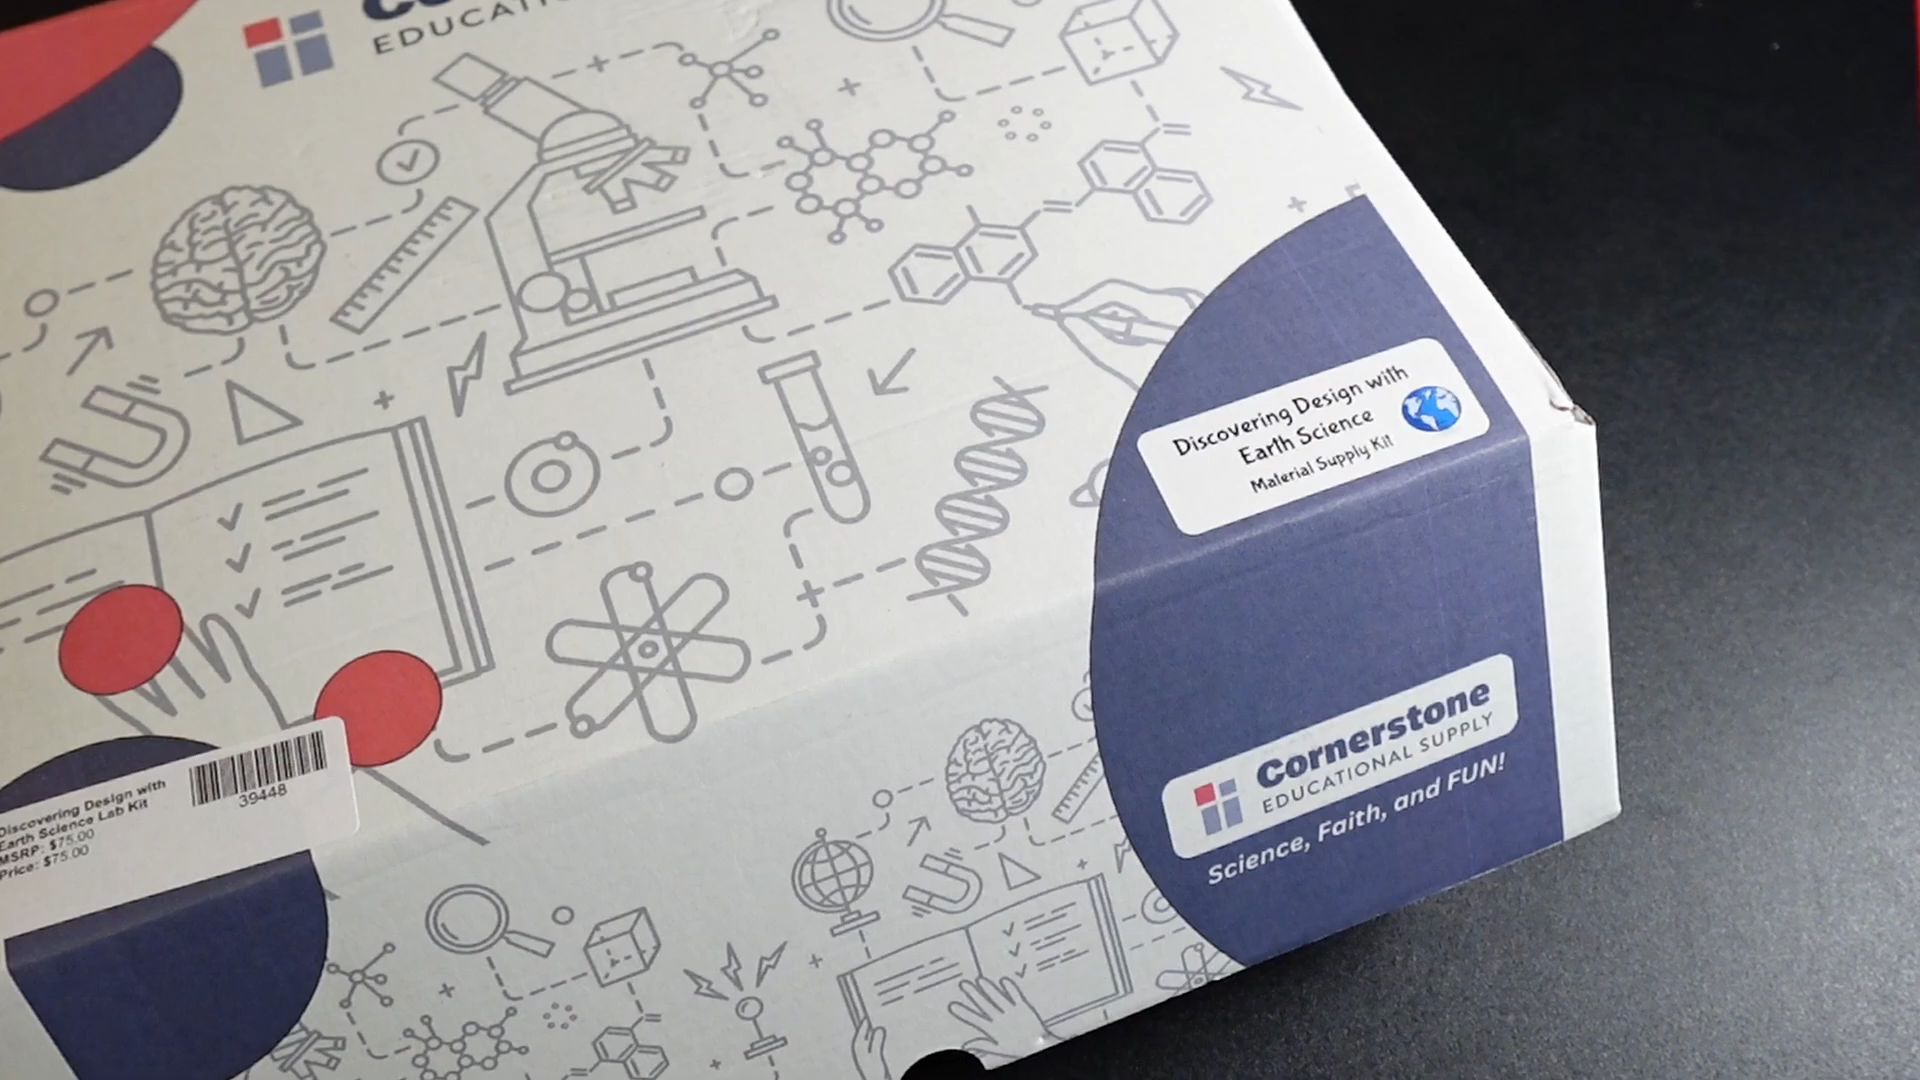 EDUCATI
Discovering Design with
Earth Science
Material Supply Kit
Cornerstone
EDUCATIONAL SUPPLY
Science, Faith, and FUN!
39448
Discovering Design with
Earth Science Lab Kit
MSRP: $75.00
Price: $75.00